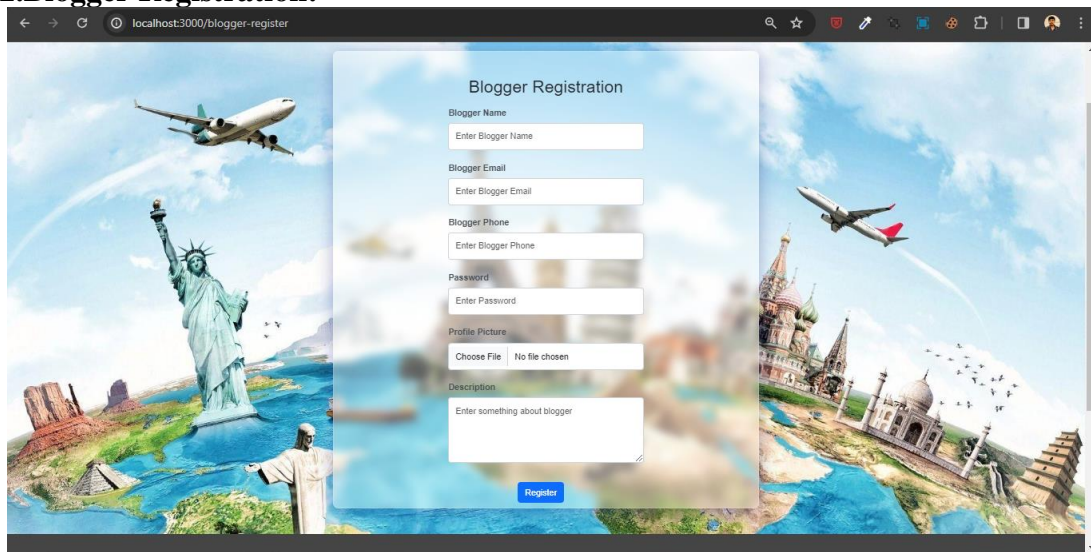 Blogger Registration:
localhost:3000/blogger-register
Blogger Registration
Blogger Name
Enter Blogger Name
Blogger Email
Enter Blogger Email
Blogger Phone
Enter Blogger Phone
Password
Enter Password
Profile Picture
Choose File No file chosen
Description
Enter something about blogger
Register